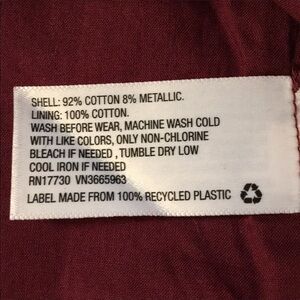 SHELL: 92% COTTON 8% METALLIC.
LINING: 100% COTTON.
WASH BEFORE WEAR, MACHINE WASH COLD
WITH LIKE COLORS, ONLY NON-CHLORINE
BLEACH IF NEEDED , TUMBLE DRY LOW
COOL IRON IF NEEDED
RN17730 VN3665963
LABEL MADE FROM 100% RECYCLED PLASTIC